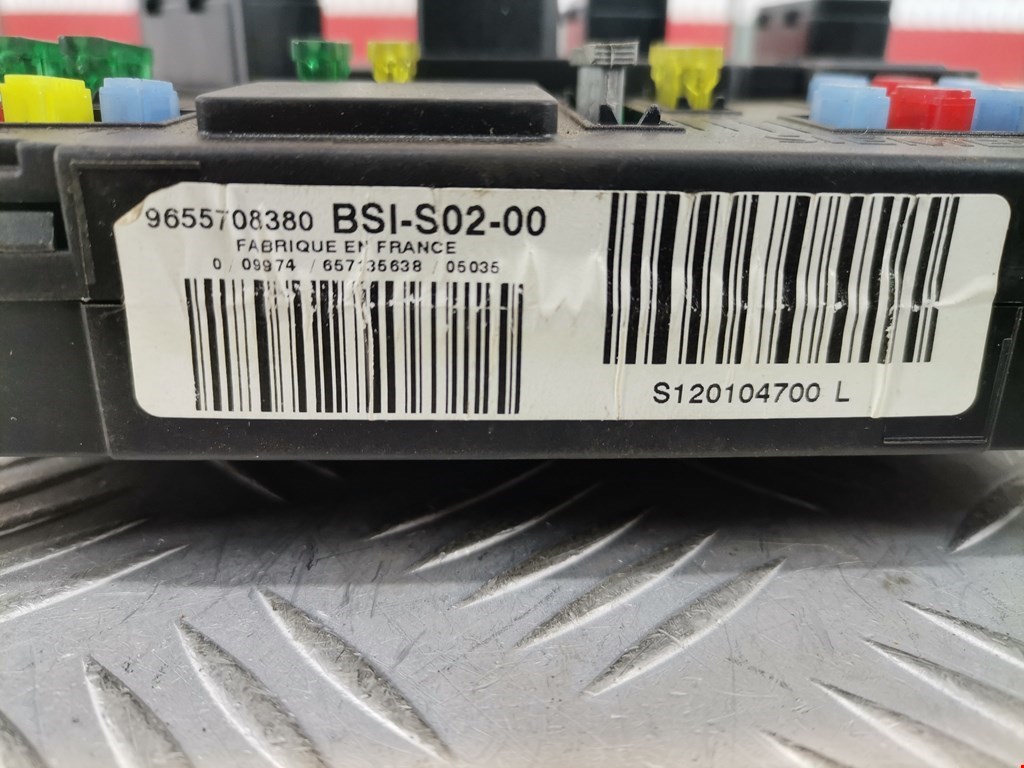 9655708380 BSI-S02-00
FABRIQUE EN FRANCE
0 / 09974 / 657135638 / 05035
S120104700 L